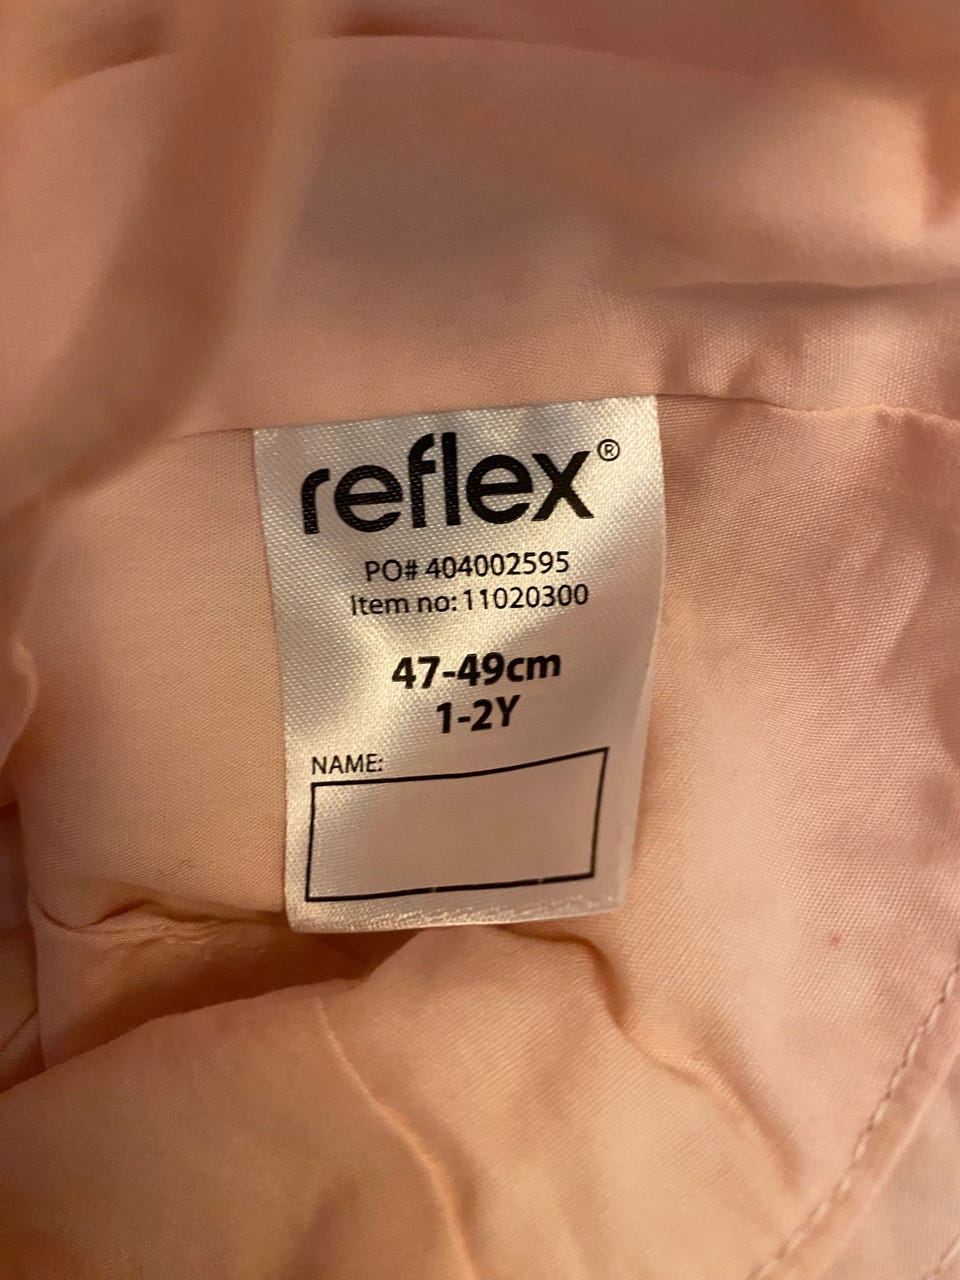 reflex®
PO# 404002595
Item no: 11020300
47-49cm
1-2Y
NAME: